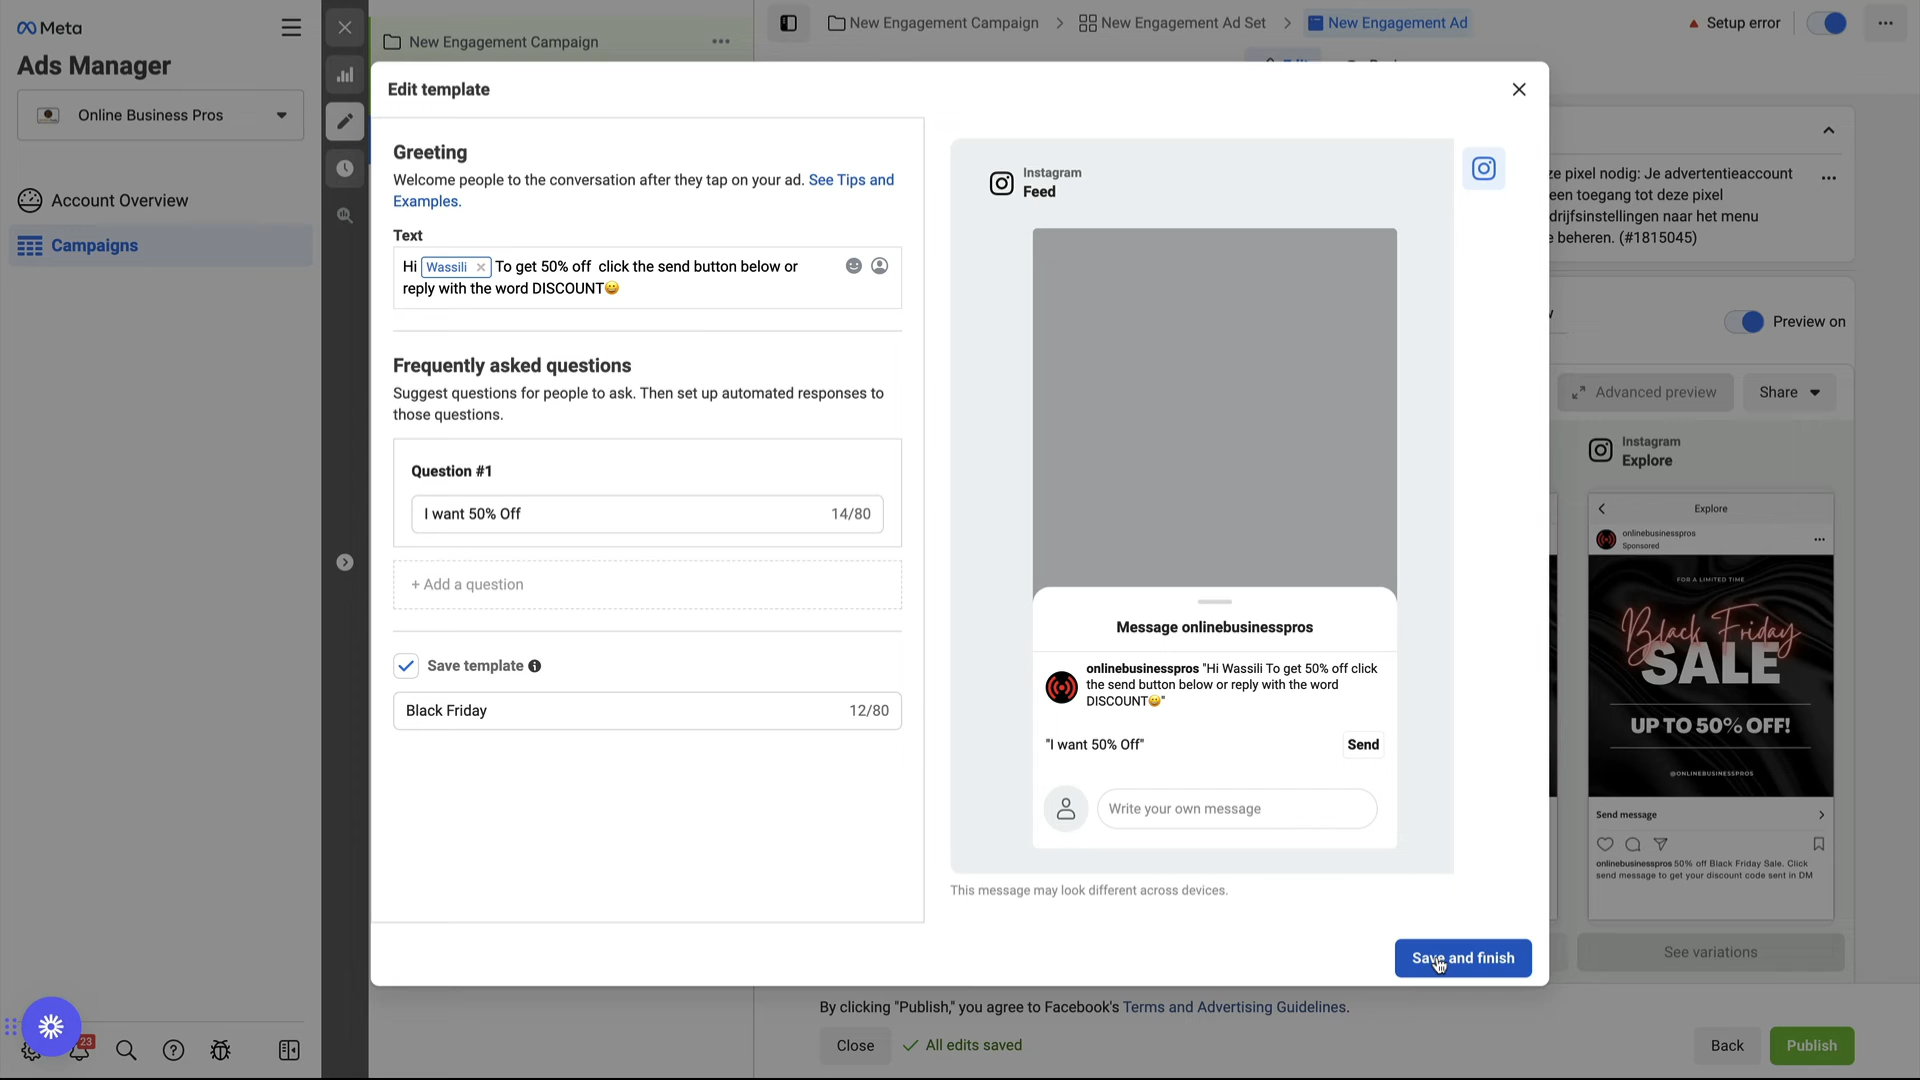 Meta
Ads Manager
Online Business Pros
Account Overview
Campaigns
23
New Engagement Campaign
New Engagement Campaign
New Engagement Ad Set
New Engagement Ad
Setup error
Edit template
Greeting
Welcome people to the conversation after they tap on your ad. See Tips and
Examples.
Text
Hi Wassili × To get 50% off click the send button below or
reply with the word DISCOUNT😀
Frequently asked questions
Suggest questions for people to ask. Then set up automated responses to
those questions.
Question #1
I want 50% Off 14/80
+ Add a question
Save template
Black Friday 12/80
Instagram
Feed
Message onlinebusinesspros
onlinebusinesspros "Hi Wassili To get 50% off click
the send button below or reply with the word
DISCOUNT😀"
"I want 50% Off" Send
Write your own message
This message may look different across devices.
Save and finish
ze pixel nodig: Je advertentieaccount
een toegang tot deze pixel
drijfsinstellingen naar het menu
e beheren. (#1815045)
Preview on
Advanced preview
Share
Instagram
Explore
Explore
onlinebusinesspros
Sponsored
FOR A LIMITED TIME
Black Friday
SALE
UP TO 50% OFF!
@ONLINEBUSINESSPROS
Send message
onlinebusinesspros 50% off Black Friday Sale. Click
send message to get your discount code sent in DM
See variations
By clicking "Publish," you agree to Facebook's Terms and Advertising Guidelines.
Close
All edits saved
Back
Publish